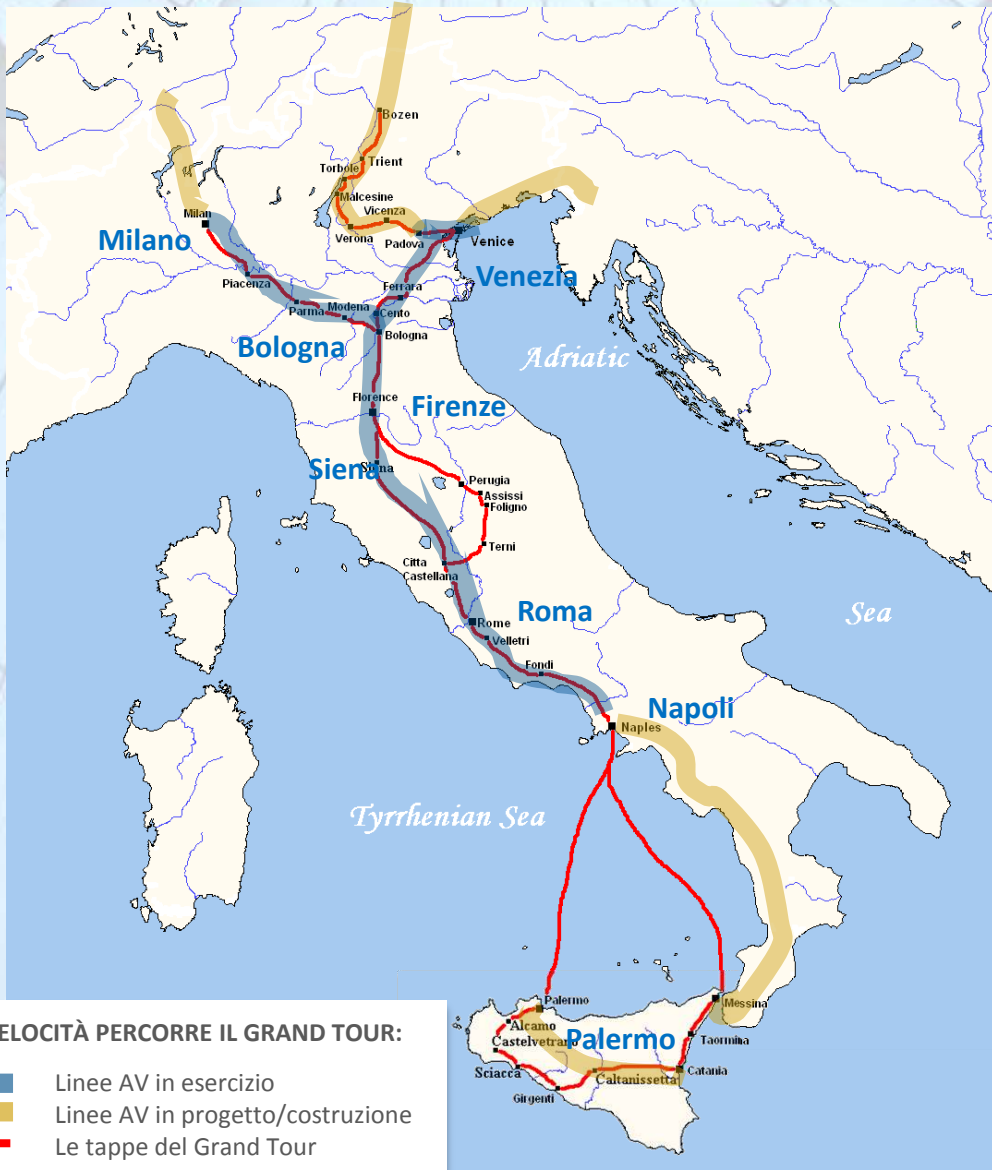 Bozen
Trient
Torbole
Malcesine
Vicenza
Verona
Padova
Venice
Venezia
Milan
Milano
Piacenza
Parma
Modena
Ferrara
Cento
Bologna
Bologna
Adriatic
Florence
Firenze
Siena
Siena
Perugia
Assissi
Foligno
Terni
Citta
Castellana
Roma
Rome
Velletri
Sea
Fondi
Napoli
Naples
Tyrrhenian Sea
Palermo
Messina
Alcamo
Palermo
Castelvetrano
Taormina
Sciacca
Caltanissetta
Catania
Girgenti
ELOCITÀ PERCORRE IL GRAND TOUR:
Linee AV in esercizio
Linee AV in progetto/costruzione
Le tappe del Grand Tour